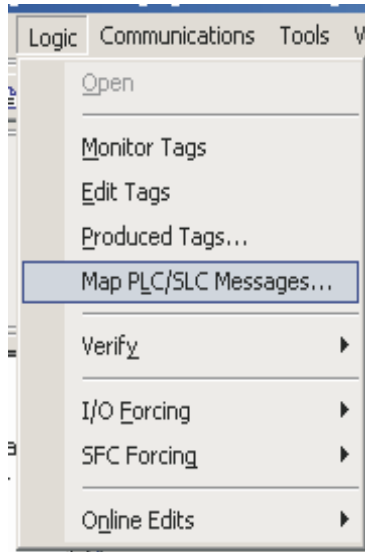 Logic Communications Tools
Open
Monitor Tags
Edit Tags
Produced Tags...
Map PLC/SLC Messages...
Verify
I/O Forcing
SFC Forcing
Online Edits